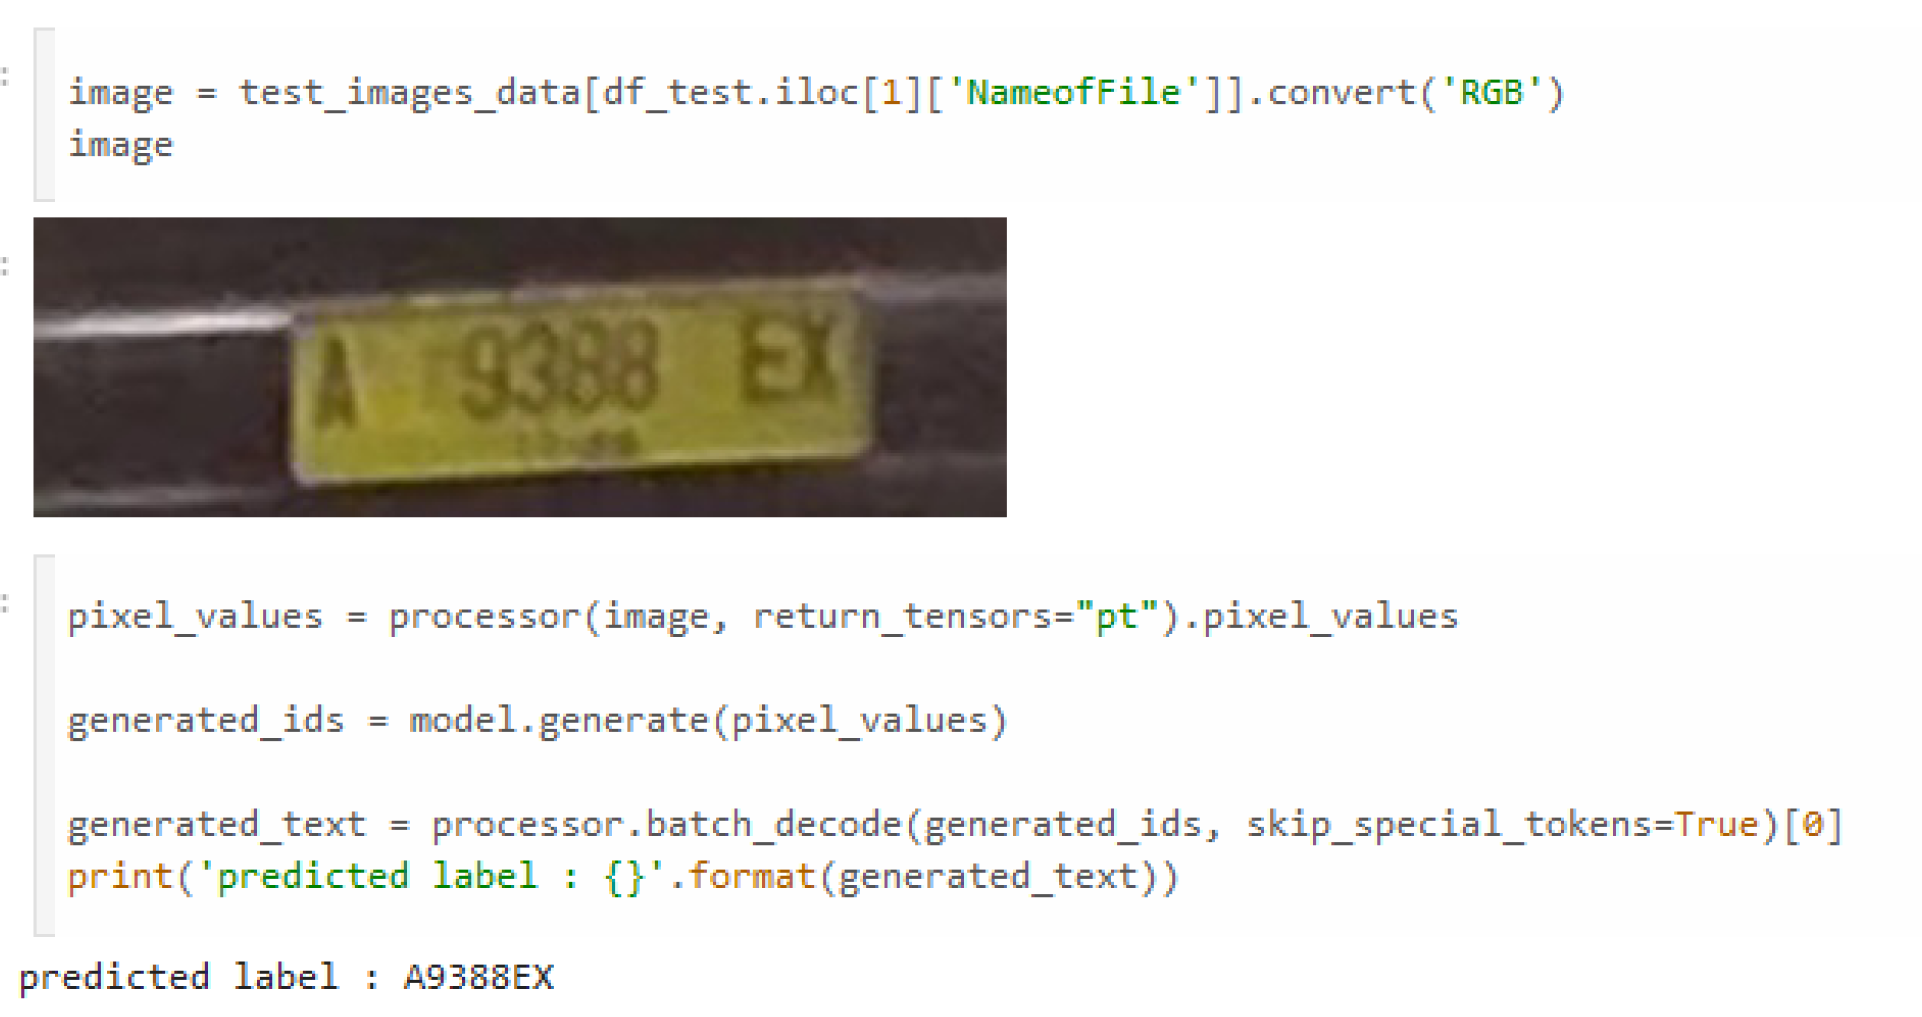 image = test_images_data[df_test.iloc[1]['NameofFile']].convert('RGB')
image
A 9388 EX
pixel_values = processor(image, return_tensors="pt").pixel_values
generated_ids = model.generate(pixel_values)
generated_text = processor.batch_decode(generated_ids, skip_special_tokens=True)[0]
print('predicted label : {}'.format(generated_text))
predicted label : A9388EX